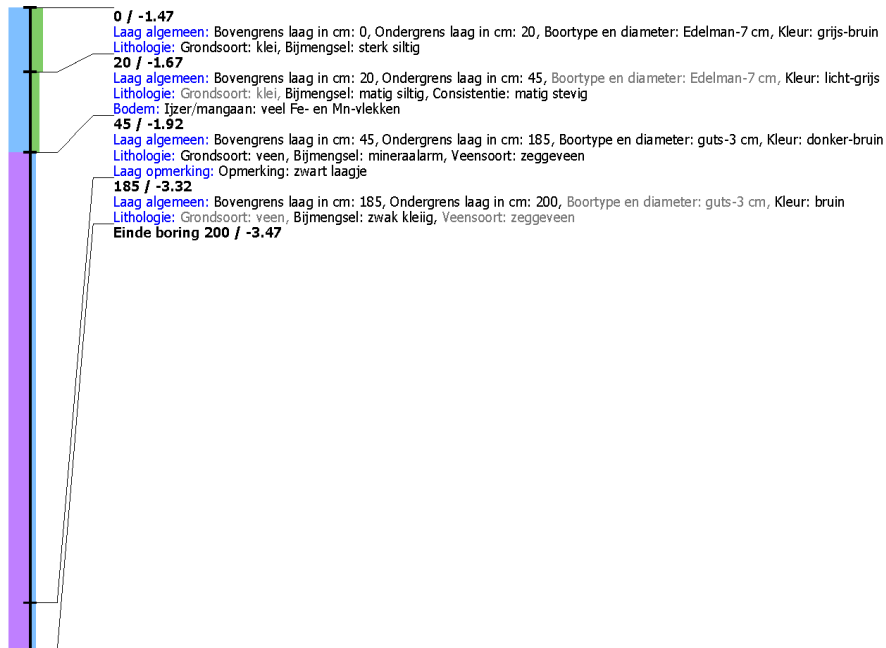 0 / -1.47
Laag algemeen: Bovengrens laag in cm: 0, Ondergrens laag in cm: 20, Boortype en diameter: Edelman-7 cm, Kleur: grijs-bruin
Lithologie: Grondsoort: klei, Bijmengsel: sterk siltig
20 / -1.67
Laag algemeen: Bovengrens laag in cm: 20, Ondergrens laag in cm: 45, Boortype en diameter: Edelman-7 cm, Kleur: licht-grijs
Lithologie: Grondsoort: klei, Bijmengsel: matig siltig, Consistentie: matig stevig
Bodem: Ijzer/mangaan: veel Fe- en Mn-vlekken
45 / -1.92
Laag algemeen: Bovengrens laag in cm: 45, Ondergrens laag in cm: 185, Boortype en diameter: guts-3 cm, Kleur: donker-bruin
Lithologie: Grondsoort: veen, Bijmengsel: mineraalarm, Veensoort: zeggeveen
Laag opmerking: Opmerking: zwart laagje
185 / -3.32
Laag algemeen: Bovengrens laag in cm: 185, Ondergrens laag in cm: 200, Boortype en diameter: guts-3 cm, Kleur: bruin
Lithologie: Grondsoort: veen, Bijmengsel: zwak kleiig, Veensoort: zeggeveen
Einde boring 200 / -3.47